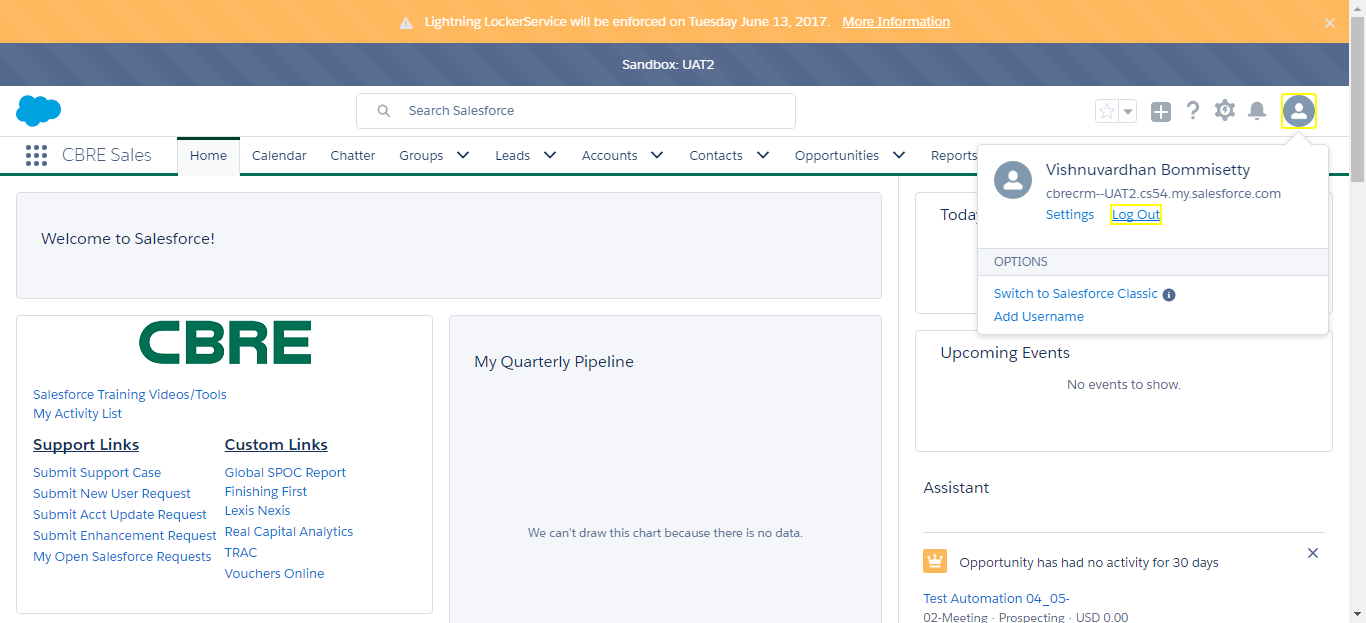 Lightning LockerService will be enforced on Tuesday June 13, 2017. More Information
Sandbox: UAT2
Search Salesforce
CBRE Sales Home Calendar Chatter Groups Leads Accounts Contacts Opportunities Reports
Vishnuvardhan Bommisetty
cbrecrm--UAT2.cs54.my.salesforce.com
Settings Log Out
OPTIONS
Switch to Salesforce Classic
Add Username
Welcome to Salesforce!
CBRE
Salesforce Training Videos/Tools
My Activity List
Support Links
Submit Support Case
Submit New User Request
Submit Acct Update Request
Submit Enhancement Request
My Open Salesforce Requests
Custom Links
Global SPOC Report
Finishing First
Lexis Nexis
Real Capital Analytics
TRAC
Vouchers Online
My Quarterly Pipeline
We can't draw this chart because there is no data.
Upcoming Events
No events to show.
Assistant
Opportunity has had no activity for 30 days
Test Automation 04_05-
02-Meeting · Prospecting · USD 0.00